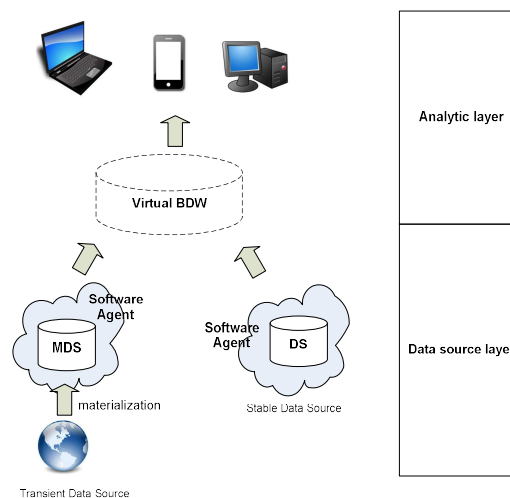 Analytic layer
Virtual BDW
Software
Agent
MDS
Software
Agent
DS
Data source laye
materialization
Stable Data Source
Transient Data Source